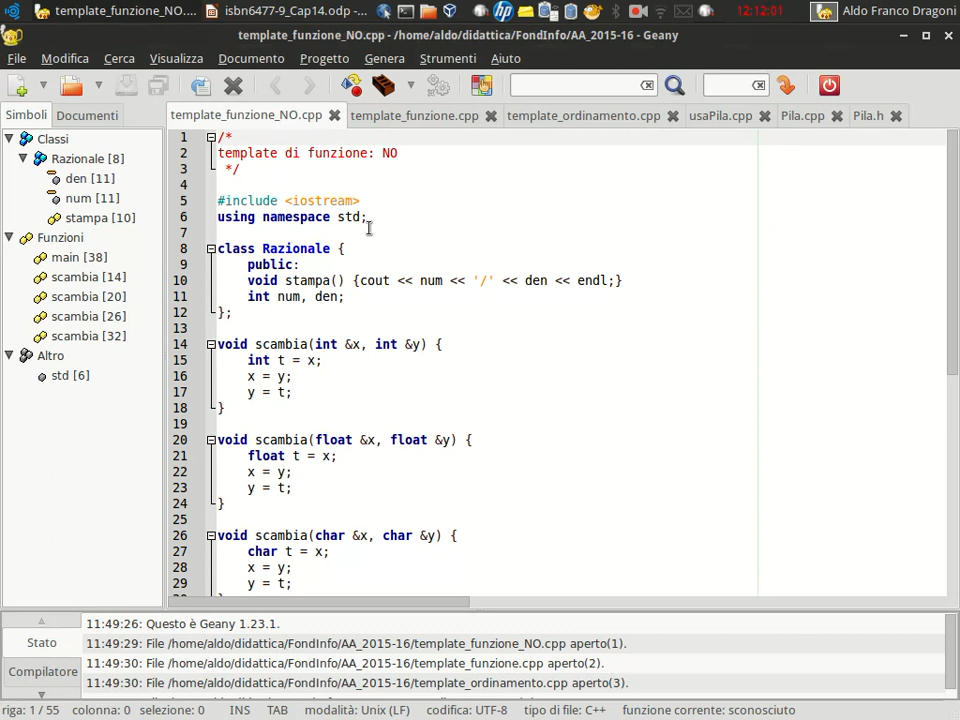 template_funzione_NO.... isbn6477-9_Cap14.odp -... 12:12:01 Aldo Franco Dragoni
template_funzione_NO.cpp - /home/aldo/didattica/FondInfo/AA_2015-16 - Geany
File Modifica Cerca Visualizza Documento Progetto Genera Strumenti Aiuto
Simboli Documenti template_funzione_NO.cpp template_funzione.cpp template_ordinamento.cpp usaPila.cpp Pila.cpp Pila.h
Classi
Razionale [8]
den [11]
num [11]
stampa [10]
Funzioni
main [38]
scambia [14]
scambia [20]
scambia [26]
scambia [32]
Altro
std [6]
1 /*
2 template di funzione: NO
3 */
4
5 #include <iostream>
6 using namespace std;
7
8 class Razionale {
9 public:
10 void stampa() {cout << num << '/' << den << endl;}
11 int num, den;
12 };
13
14 void scambia(int &x, int &y) {
15 int t = x;
16 x = y;
17 y = t;
18 }
19
20 void scambia(float &x, float &y) {
21 float t = x;
22 x = y;
23 y = t;
24 }
25
26 void scambia(char &x, char &y) {
27 char t = x;
28 x = y;
29 y = t;
Stato
Compilatore
11:49:26: Questo è Geany 1.23.1.
11:49:29: File /home/aldo/didattica/FondInfo/AA_2015-16/template_funzione_NO.cpp aperto(1).
11:49:30: File /home/aldo/didattica/FondInfo/AA_2015-16/template_funzione.cpp aperto(2).
11:49:30: File /home/aldo/didattica/FondInfo/AA_2015-16/template_ordinamento.cpp aperto(3).
riga: 1 / 55 colonna: 0 selezione: 0 INS TAB modalità: Unix (LF) codifica: UTF-8 tipo di file: C++ funzione corrente: sconosciuto